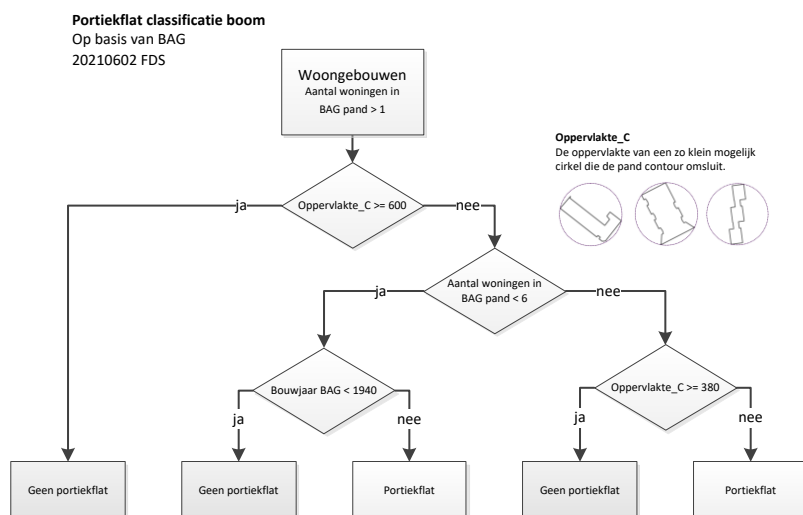 Portiekflat classificatie boom
Op basis van BAG
20210602 FDS
Woongebouwen
Aantal woningen in
BAG pand > 1
Oppervlakte_C
De oppervlakte van een zo klein mogelijk
cirkel die de pand contour omsluit.
Oppervlakte_C >= 600
ja
nee
Aantal woningen in
BAG pand < 6
ja
nee
Bouwjaar BAG < 1940
Oppervlakte_C >= 380
ja
nee
ja
nee
Geen portiekflat
Geen portiekflat
Portiekflat
Geen portiekflat
Portiekflat